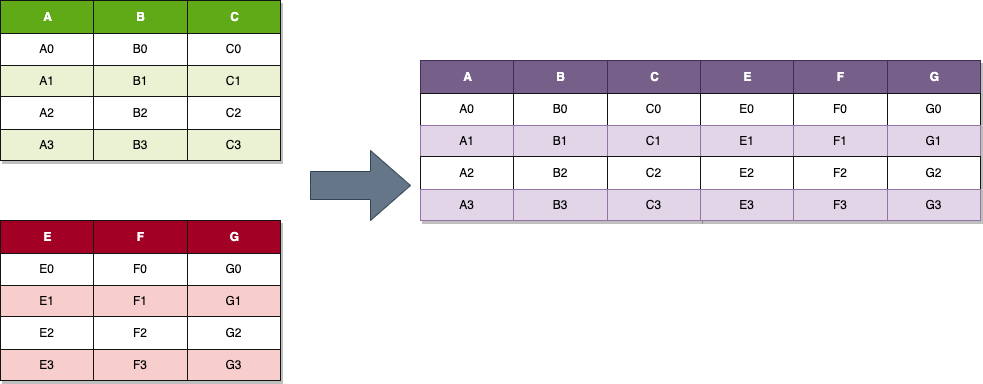 A B C
A0 B0 C0
A1 B1 C1
A2 B2 C2
A3 B3 C3
E F G
E0 F0 G0
E1 F1 G1
E2 F2 G2
E3 F3 G3
A B C E F G
A0 B0 C0 E0 F0 G0
A1 B1 C1 E1 F1 G1
A2 B2 C2 E2 F2 G2
A3 B3 C3 E3 F3 G3